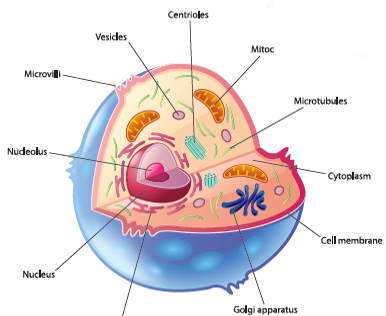 Centrioles
Vesicles
Mitoc
Microvilli
Microtubules
Nucleolus
Cytoplasm
Cell membrane
Nucleus
Golgi apparatus